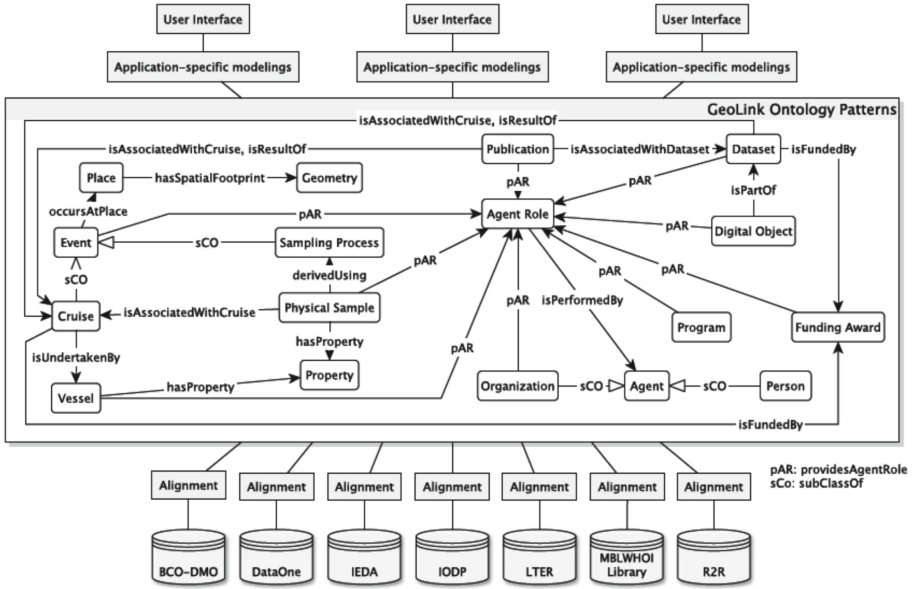 User Interface
User Interface
User Interface
Application-specific modelings
Application-specific modelings
Application-specific modelings
GeoLink Ontology Patterns
isAssociatedWithCruise, isResultOf
isAssociatedWithCruise, isResultOf
Publication
isAssociatedWithDataset
Dataset
isFundedBy
Place
hasSpatialFootprint
Geometry
pAR
pAR
isPartOf
occursAtPlace
pAR
Agent Role
pAR
Digital Object
Event
sCO
Sampling Process
sCO
derivedUsing
pAR
pAR
pAR
Cruise
isAssociatedWithCruise
Physical Sample
pAR
isPerformedBy
Program
Funding Award
isUndertakenBy
hasProperty
pAR
Vessel
hasProperty
Property
Organization
sCO
Agent
sCO
Person
isFundedBy
pAR: providesAgentRole
sCo: subClassOf
Alignment
Alignment
Alignment
Alignment
Alignment
Alignment
Alignment
BCO-DMO
DataOne
IEDA
IODP
LTER
MBLWHOI
Library
R2R